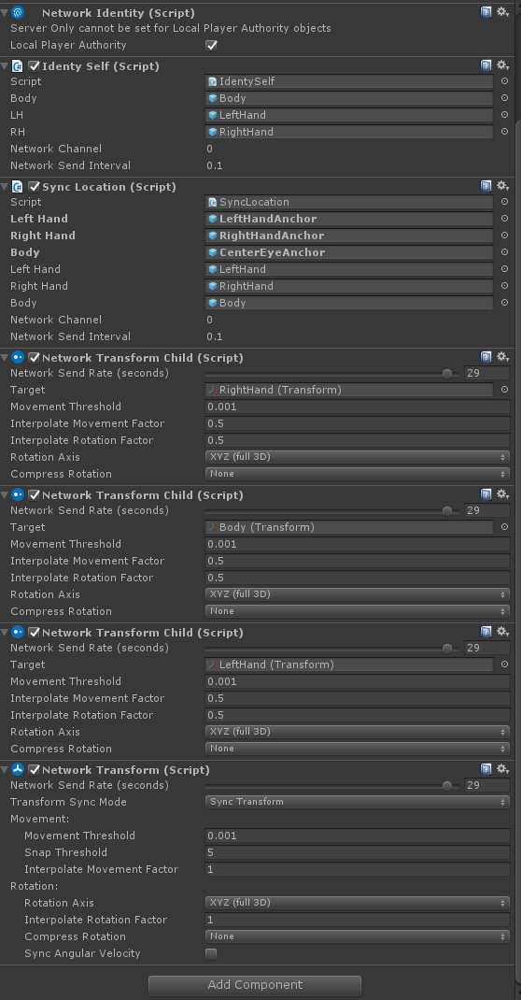 Network Identity (Script)
Server Only cannot be set for Local Player Authority objects
Local Player Authority
Identy Self (Script)
Script IdentySelf
Body Body
LH LeftHand
RH RightHand
Network Channel 0
Network Send Interval 0.1
Sync Location (Script)
Script SyncLocation
Left Hand LeftHandAnchor
Right Hand RightHandAnchor
Body CenterEyeAnchor
Left Hand LeftHand
Right Hand RightHand
Body Body
Network Channel 0
Network Send Interval 0.1
Network Transform Child (Script)
Network Send Rate (seconds) 29
Target RightHand (Transform)
Movement Threshold 0.001
Interpolate Movement Factor 0.5
Interpolate Rotation Factor 0.5
Rotation Axis XYZ (full 3D)
Compress Rotation None
Network Transform Child (Script)
Network Send Rate (seconds) 29
Target Body (Transform)
Movement Threshold 0.001
Interpolate Movement Factor 0.5
Interpolate Rotation Factor 0.5
Rotation Axis XYZ (full 3D)
Compress Rotation None
Network Transform Child (Script)
Network Send Rate (seconds) 29
Target LeftHand (Transform)
Movement Threshold 0.001
Interpolate Movement Factor 0.5
Interpolate Rotation Factor 0.5
Rotation Axis XYZ (full 3D)
Compress Rotation None
Network Transform (Script)
Network Send Rate (seconds) 29
Transform Sync Mode Sync Transform
Movement:
Movement Threshold 0.001
Snap Threshold 5
Interpolate Movement Factor 1
Rotation:
Rotation Axis XYZ (full 3D)
Interpolate Rotation Factor 1
Compress Rotation None
Sync Angular Velocity
Add Component